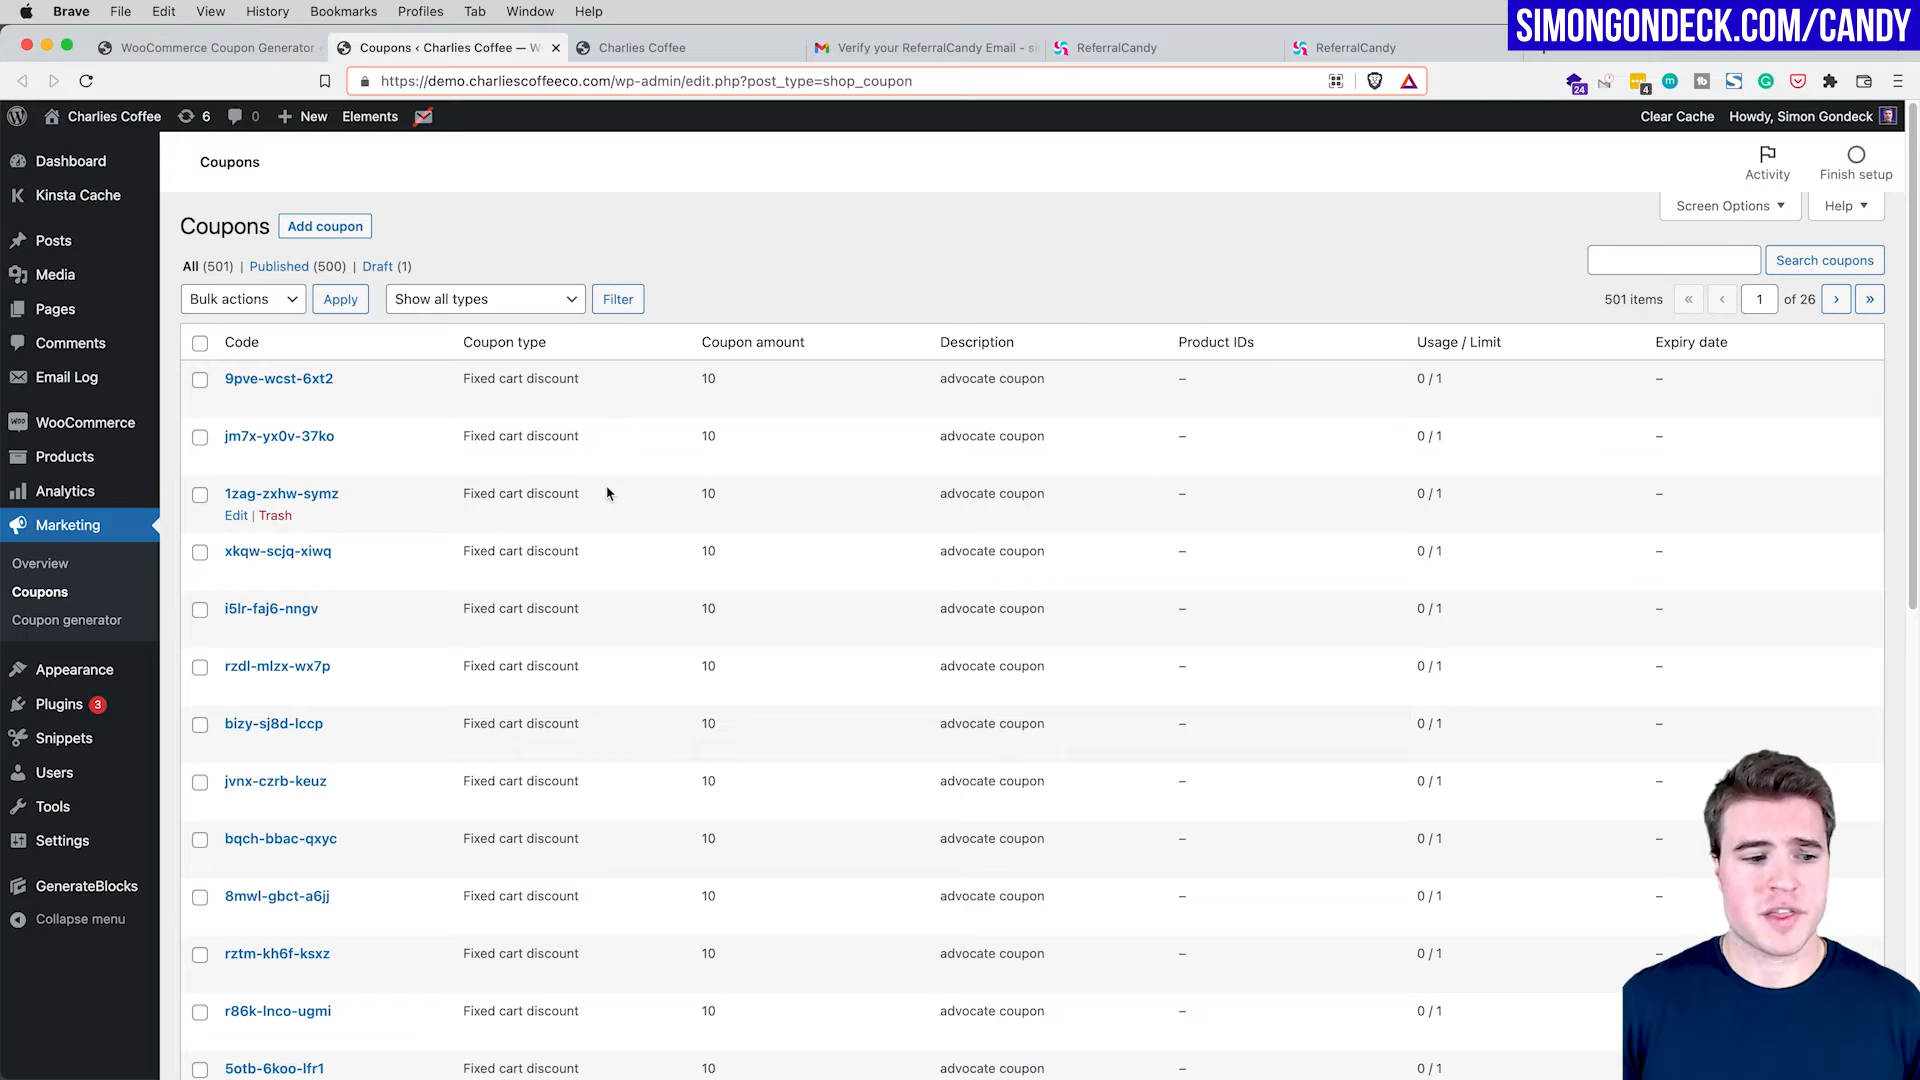 Brave File Edit View History Bookmarks Profiles Tab Window Help
SIMONGONDECK.COM/CANDY
WooCommerce Coupon Generator
Coupons ‹ Charlies Coffee — W
Charlies Coffee
Verify your ReferralCandy Email - si
ReferralCandy
ReferralCandy
https://demo.charliescoffeeco.com/wp-admin/edit.php?post_type=shop_coupon
24
4
Charlies Coffee 6 0 New Elements
Clear Cache Howdy, Simon Gondeck
Dashboard
Kinsta Cache
Posts
Media
Pages
Comments
Email Log
WooCommerce
Products
Analytics
Marketing
Overview
Coupons
Coupon generator
Appearance
Plugins 3
Snippets
Users
Tools
Settings
GenerateBlocks
Collapse menu
Coupons
Activity
Finish setup
Screen Options
Help
Coupons Add coupon
All (501) | Published (500) | Draft (1)
Search coupons
Bulk actions Apply Show all types Filter
501 items « ‹ 1 of 26 › »
Code Coupon type Coupon amount Description Product IDs Usage / Limit Expiry date
9pve-wcst-6xt2 Fixed cart discount 10 advocate coupon – 0 / 1 –
jm7x-yx0v-37ko Fixed cart discount 10 advocate coupon – 0 / 1 –
1zag-zxhw-symz Fixed cart discount 10 advocate coupon – 0 / 1 –
Edit | Trash
xkqw-scjq-xiwq Fixed cart discount 10 advocate coupon – 0 / 1 –
i5lr-faj6-nngv Fixed cart discount 10 advocate coupon – 0 / 1 –
rzdl-mlzx-wx7p Fixed cart discount 10 advocate coupon – 0 / 1 –
bizy-sj8d-lccp Fixed cart discount 10 advocate coupon – 0 / 1 –
jvnx-czrb-keuz Fixed cart discount 10 advocate coupon – 0 / 1 –
bqch-bbac-qxyc Fixed cart discount 10 advocate coupon – 0 / 1 –
8mwl-gbct-a6jj Fixed cart discount 10 advocate coupon – 0 / 1 –
rztm-kh6f-ksxz Fixed cart discount 10 advocate coupon – 0 / 1 –
r86k-lnco-ugmi Fixed cart discount 10 advocate coupon – 0 / 1
5otb-6koo-lfr1 Fixed cart discount 10 advocate coupon – 0 / 1